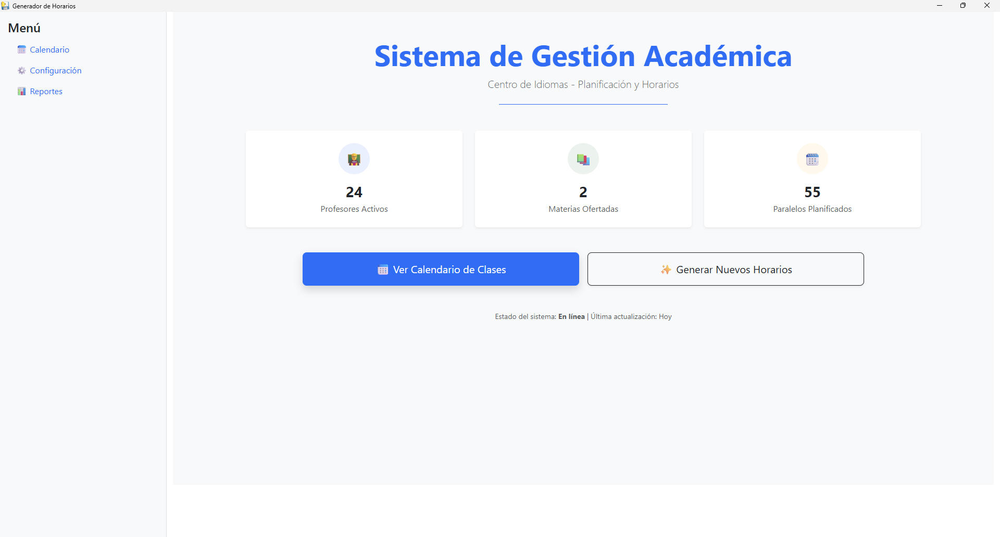 Generador de Horarios
Menú
Calendario
Configuración
Reportes
Sistema de Gestión Académica
Centro de Idiomas - Planificación y Horarios
24
Profesores Activos
2
Materias Ofertadas
55
Paralelos Planificados
Ver Calendario de Clases
Generar Nuevos Horarios
Estado del sistema: En línea | Última actualización: Hoy